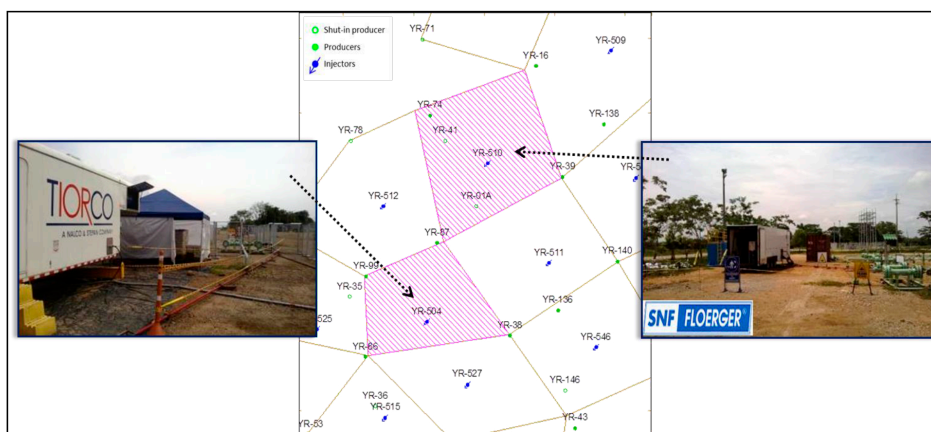 YR-71
Shut-in producer
Producers
Injectors
YR-16
YR-509
YR-74
YR-138
YR-78
YR-41
YR-510
YR-39
YR-5
YR-512
YR-01A
TIORCO
A NALCO & STEPAN COMPANY
YR-87
YR-511
YR-140
YR-99
YR-35
YR-504
YR-136
525
YR-38
YR-546
SNF FLOERGER®
YR-86
YR-527
YR-146
YR-36
YR-515
YR-53
YR-43